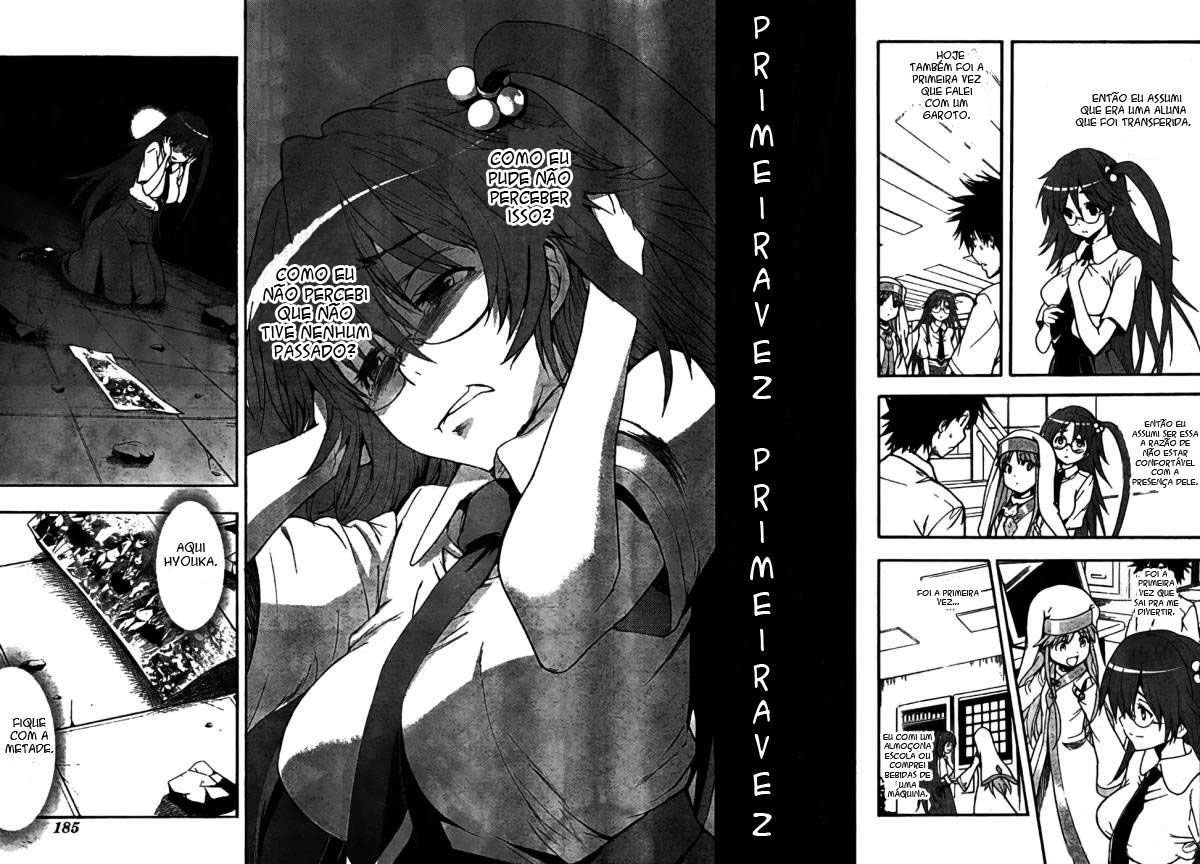 ENTÃO EU ASSUMI
QUE ERA UMA ALUNA
QUE FOI TRANSFERIDA.
HOJE
TAMBÉM FOI A
PRIMEIRA VEZ
QUE FALEI
COM UM
GAROTO.
ENTÃO EU
ASSUMI SER ESSA
A RAZÃO DE
NÃO ESTAR
CONFORTÁVEL
COM A
PRESENÇA DELE.
FOI A
PRIMEIRA
VEZ QUE
SAI PRA ME
DIVERTIR.
FOI A PRIMEIRA
VEZ...
EU COMI UM
ALMOÇONA
ESCOLA OU
COMPREI
BEBIDAS
DE UMA
MÁQUINA.
PRIMEIRAVEZ PRIMEIRAVEZ
COMO EU
PUDE NÃO
PERCEBER
ISSO?
COMO EU
NÃO PERCEBI
QUE NÃO
TIVE NENHUM
PASSADO?
AQUI
HYOUKA.
FIQUE
COM A
METADE.
185